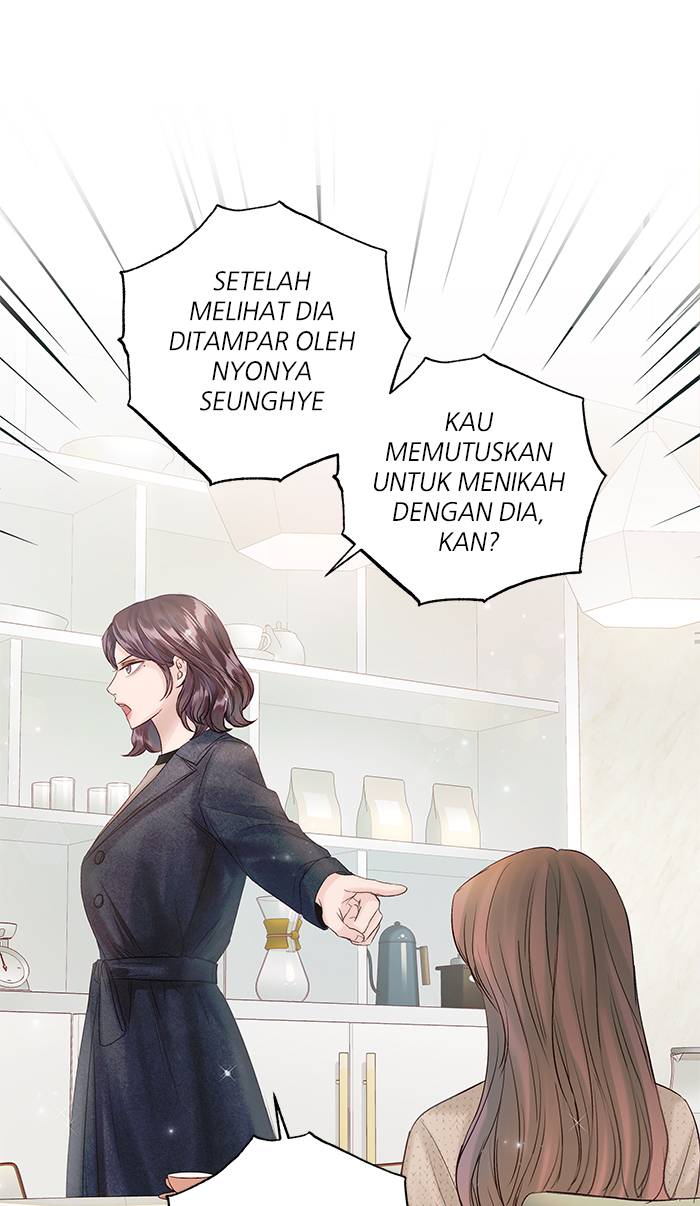 SETELAH
MELIHAT DIA
DITAMPAR OLEH
NYONYA
SEUNGHYE
KAU
MEMUTUSKAN
UNTUK MENIKAH
DENGAN DIA,
KAN?